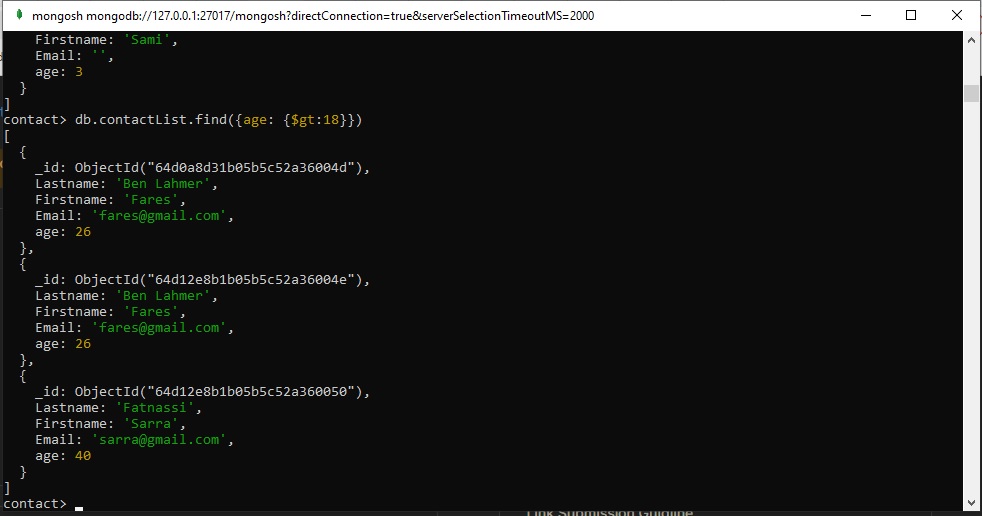 mongosh mongodb://127.0.0.1:27017/mongosh?directConnection=true&serverSelectionTimeoutMS=2000
    Firstname: 'Sami',
    Email: '',
    age: 3
  }
]
contact> db.contactList.find({age: {$gt:18}})
[
  {
    _id: ObjectId("64d0a8d31b05b5c52a36004d"),
    Lastname: 'Ben Lahmer',
    Firstname: 'Fares',
    Email: 'fares@gmail.com',
    age: 26
  },
  {
    _id: ObjectId("64d12e8b1b05b5c52a36004e"),
    Lastname: 'Ben Lahmer',
    Firstname: 'Fares',
    Email: 'fares@gmail.com',
    age: 26
  },
  {
    _id: ObjectId("64d12e8b1b05b5c52a360050"),
    Lastname: 'Fatnassi',
    Firstname: 'Sarra',
    Email: 'sarra@gmail.com',
    age: 40
  }
]
contact>
Link Submission Guidline